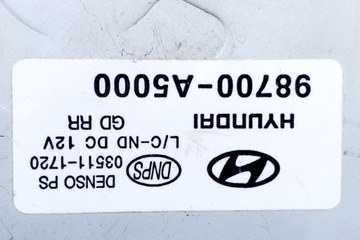 DENSO PS
DNPS
03511-1720
L/C-ND DC 12V
GD RR
HYUNDAI
98700-A5000